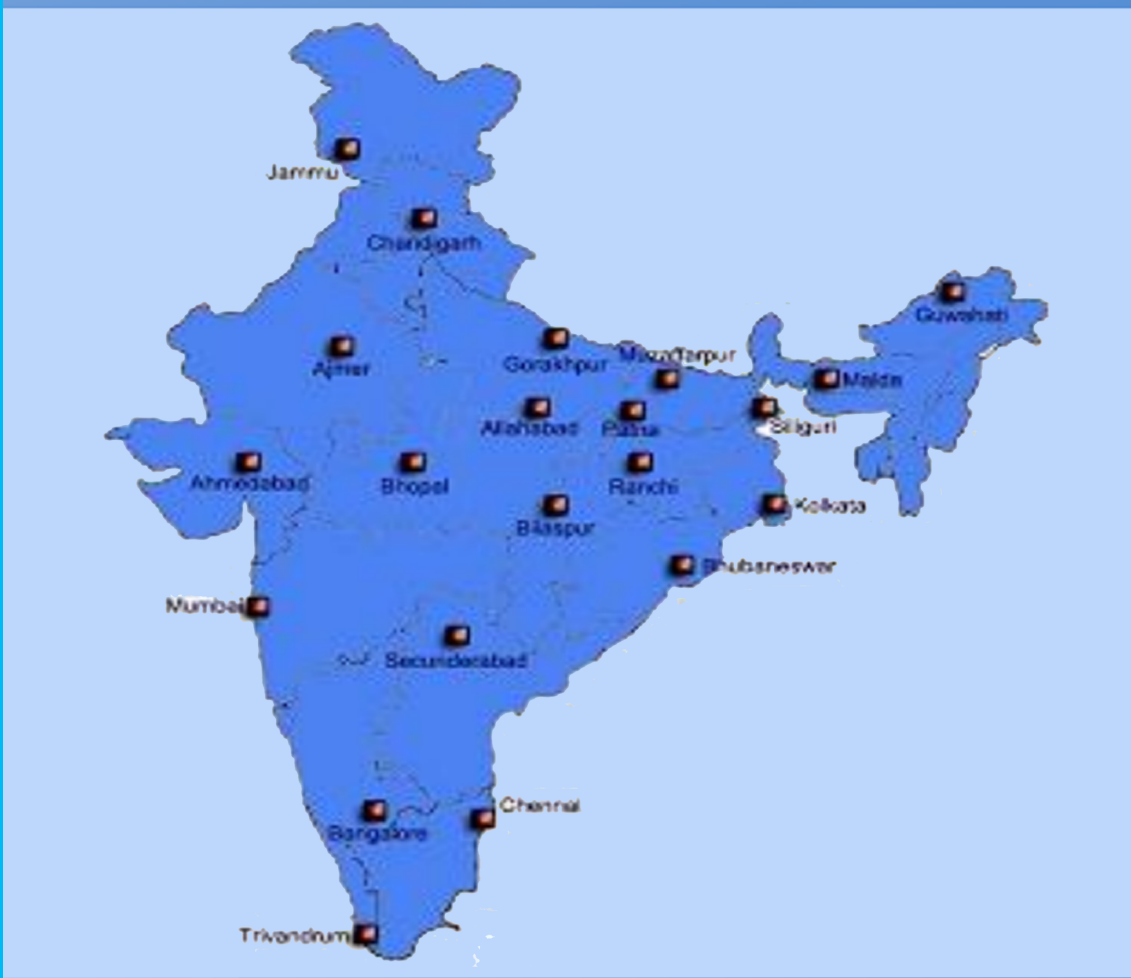 Jammu
Chandigarh
Guwahati
Ajmer
Gorakhpur
Muzaffarpur
Malda
Allahabad
Patna
Siliguri
Ahmedabad
Bhopal
Ranchi
Bilaspur
Kolkata
Bhubaneswar
Mumbai
Secunderabad
Chennai
Bangalore
Trivandrum